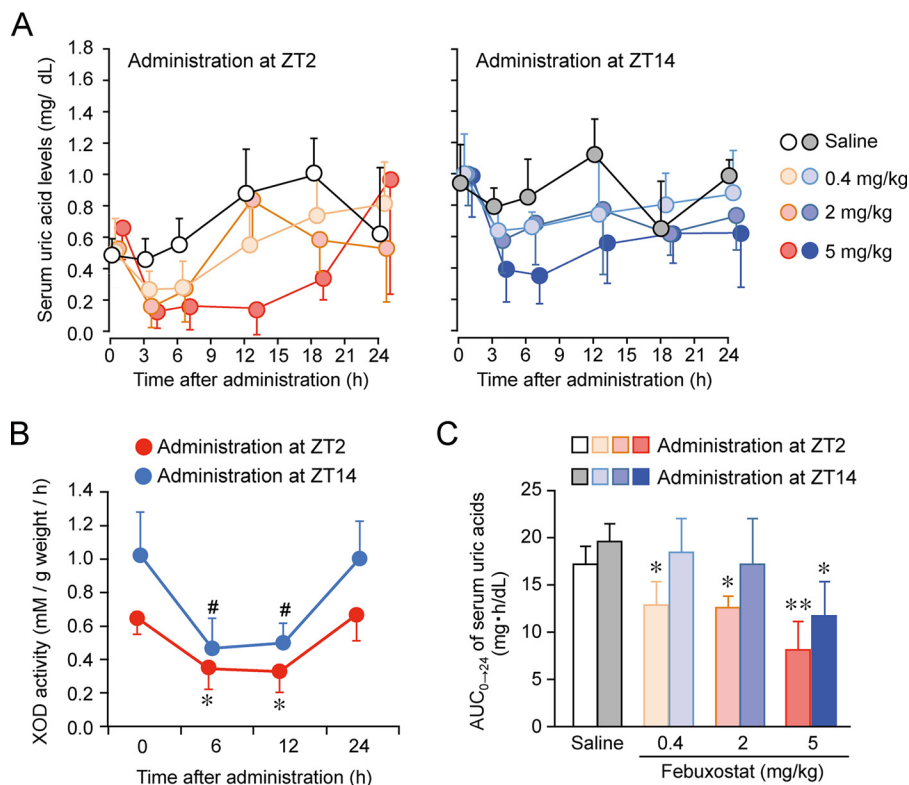 A
Administration at ZT2
Administration at ZT14
Serum uric acid levels (mg/ dL)
1.8
1.6
1.4
1.2
1.0
0.8
0.6
0.4
0.2
0.0
0 3 6 9 12 15 18 21 24
Time after administration (h)
0 3 6 9 12 15 18 21 24
Time after administration (h)
Saline
0.4 mg/kg
2 mg/kg
5 mg/kg
B
Administration at ZT2
Administration at ZT14
XOD activity (mM / g weight / h)
1.4
1.2
1.0
0.8
0.6
0.4
0.2
0.0
# #
* *
0 6 12 24
Time after administration (h)
C
Administration at ZT2
Administration at ZT14
AUC0→24 of serum uric acids
(mg·h/dL)
25
20
15
10
5
0
* * ** *
Saline 0.4 2 5
Febuxostat (mg/kg)